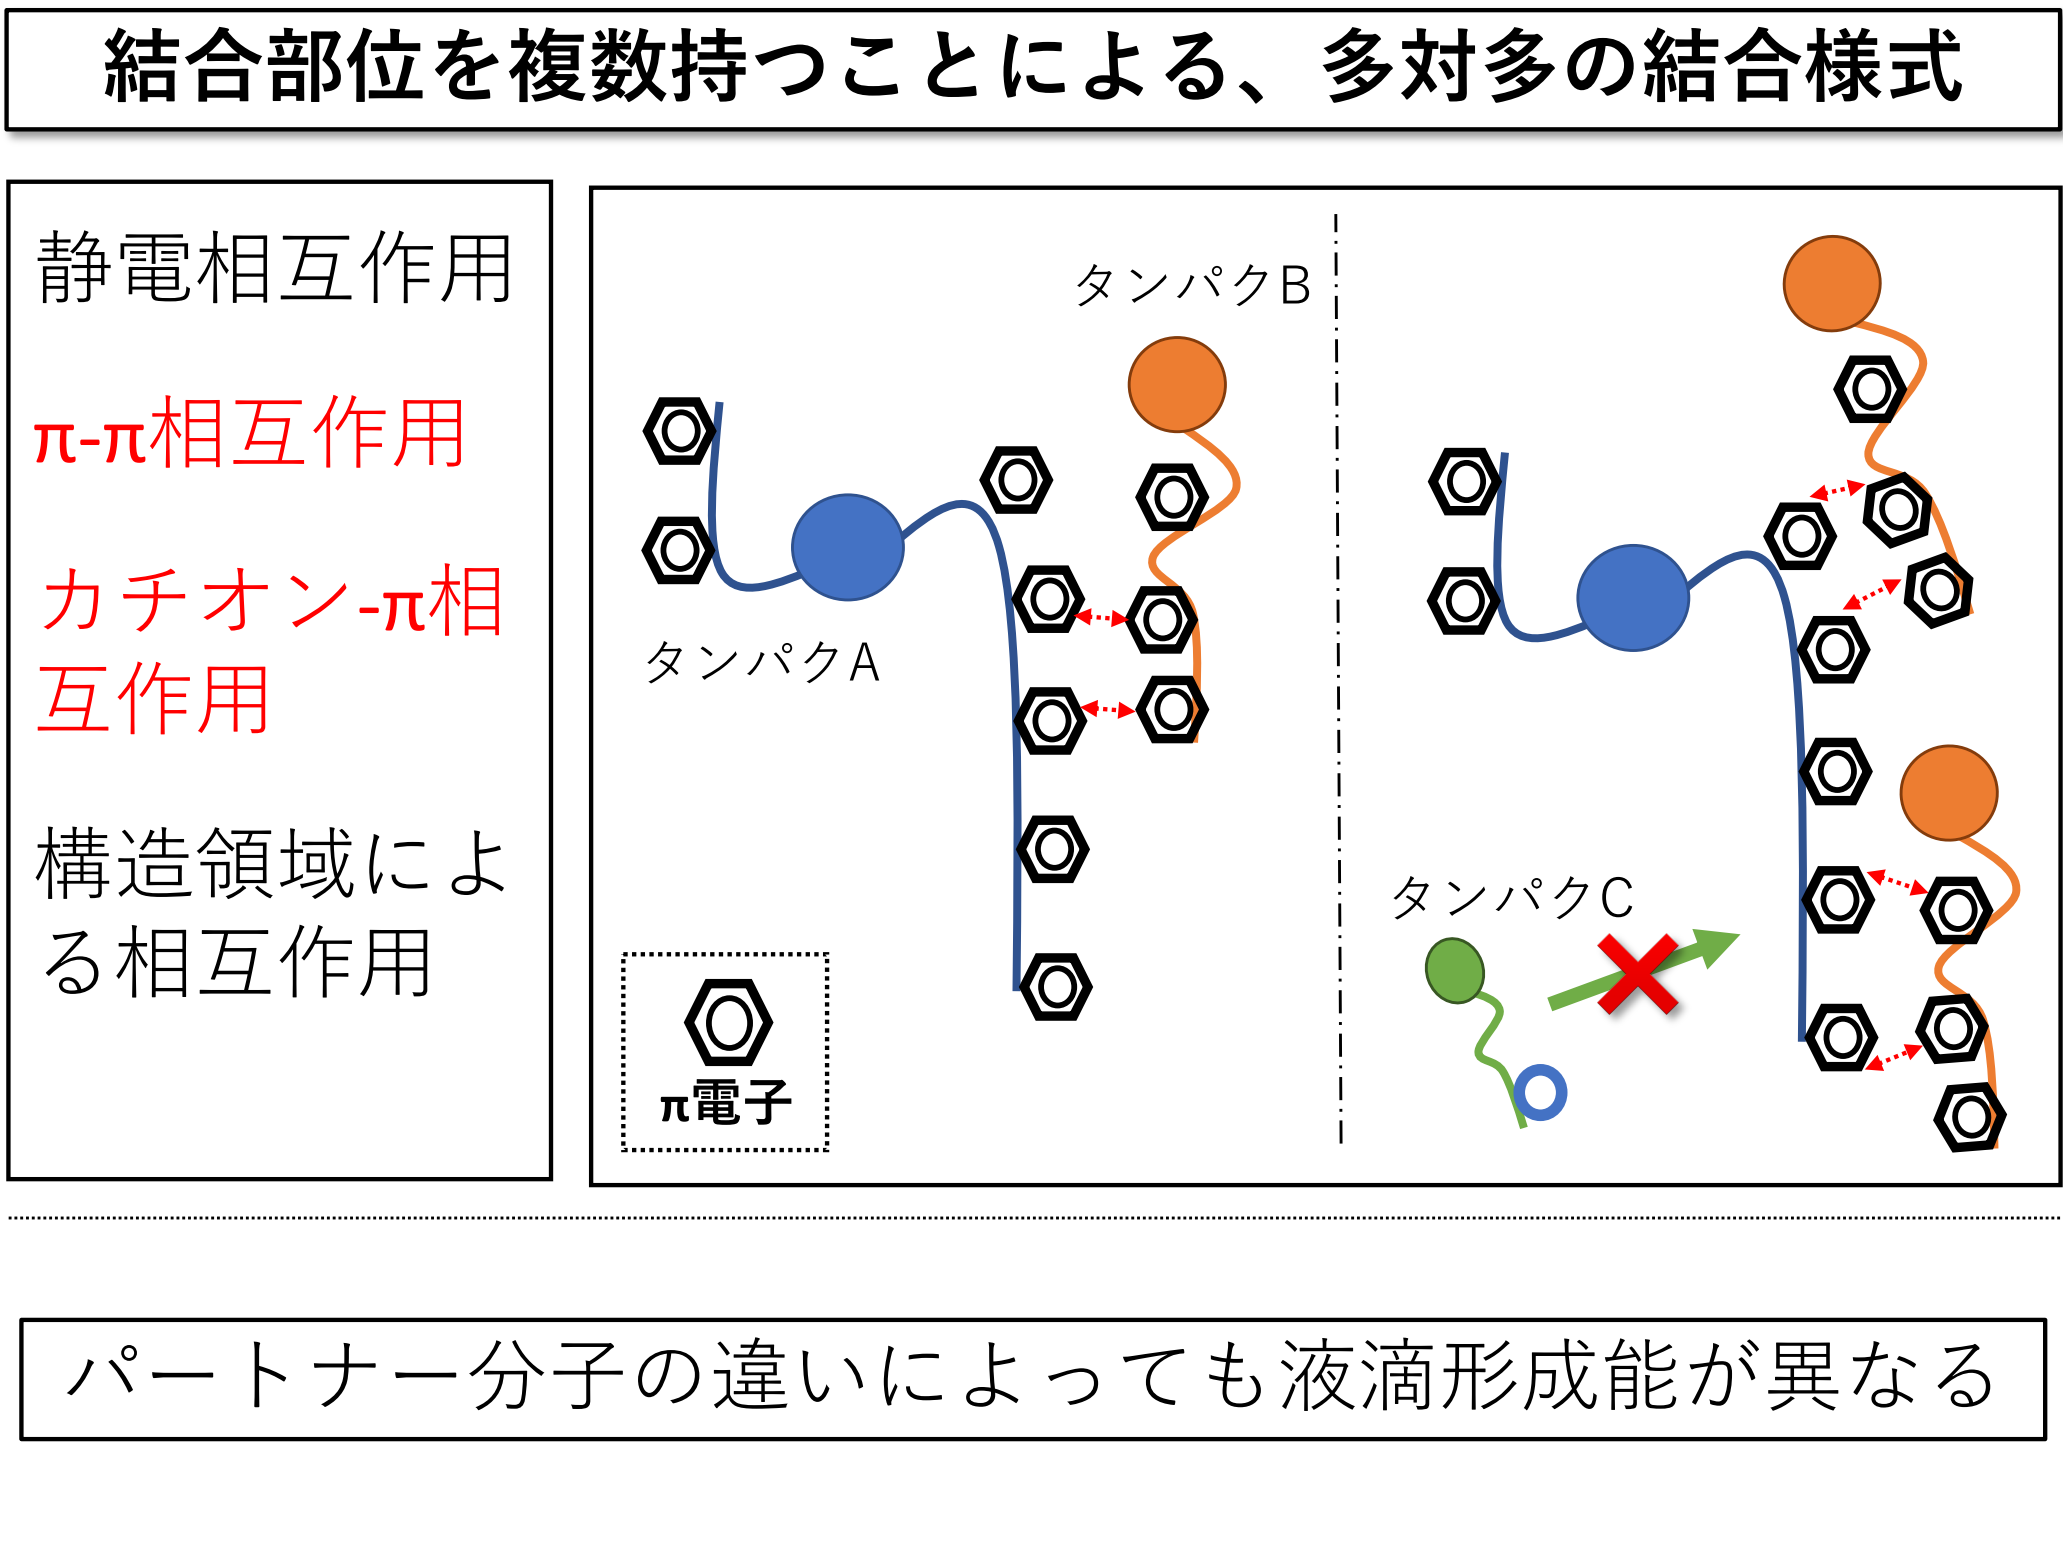 結合部位を複数持つことによる、多対多の結合様式
静電相互作用
π-π相互作用
カチオン-π相
互作用
構造領域によ
る相互作用
タンパクB
タンパクA
π電子
タンパクC
パートナー分子の違いによっても液滴形成能が異なる